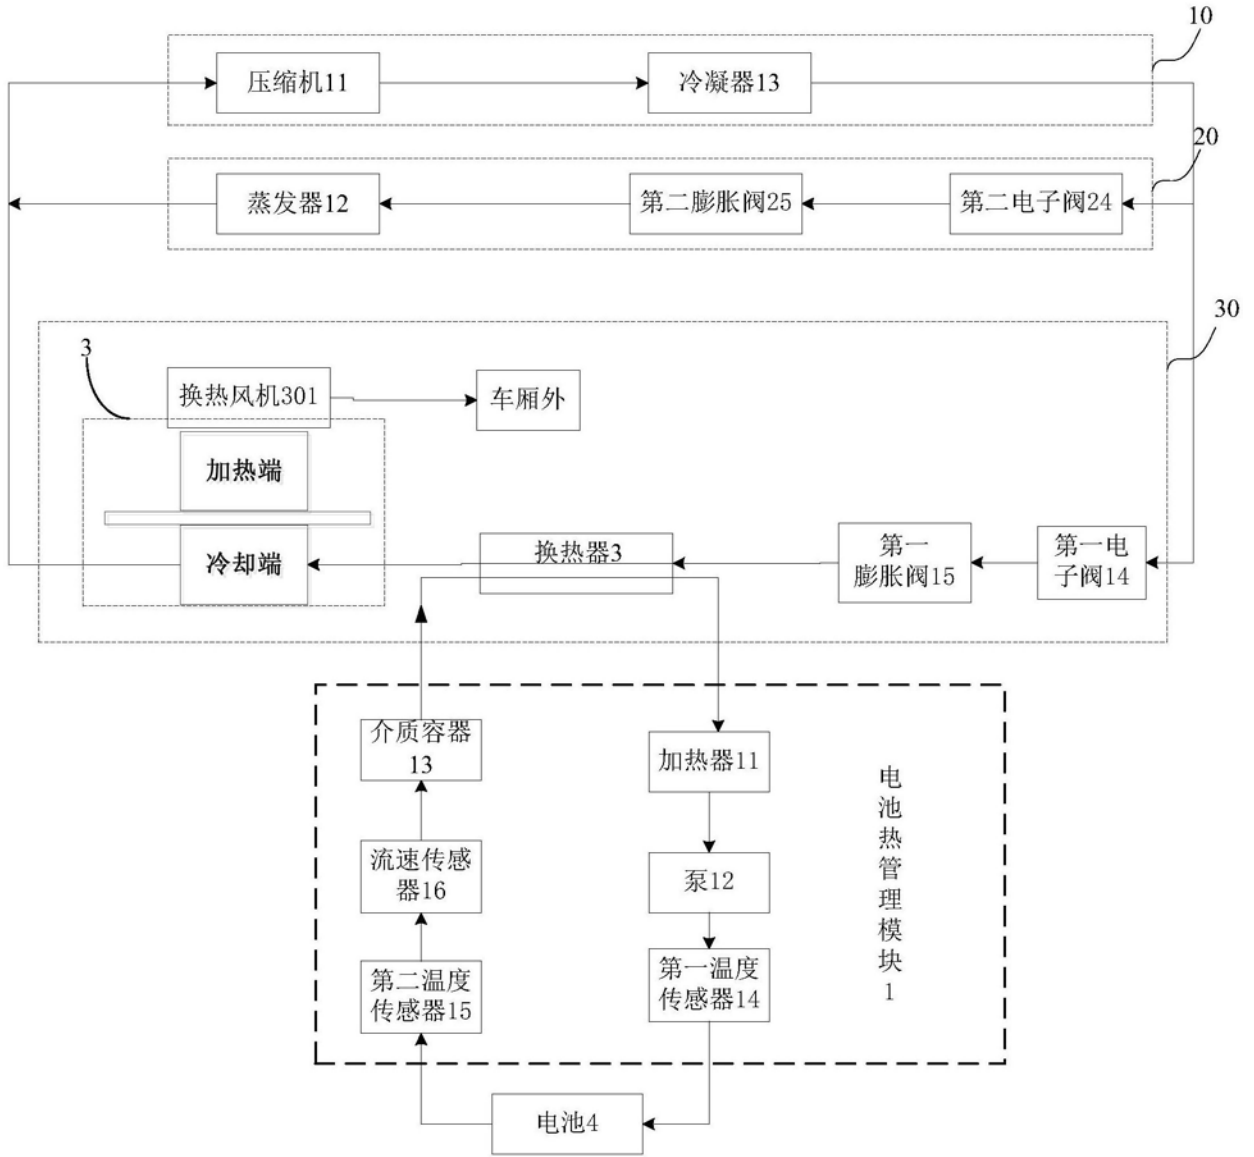 10
压缩机11
冷凝器13
20
蒸发器12
第二膨胀阀25
第二电子阀24
30
3
换热风机301
车厢外
加热端
冷却端
换热器3
第一
膨胀阀15
第一电
子阀14
介质容器
13
加热器11
流速传感
器16
泵12
第二温度
传感器15
第一温度
传感器14
电池热管理模块1
电池4